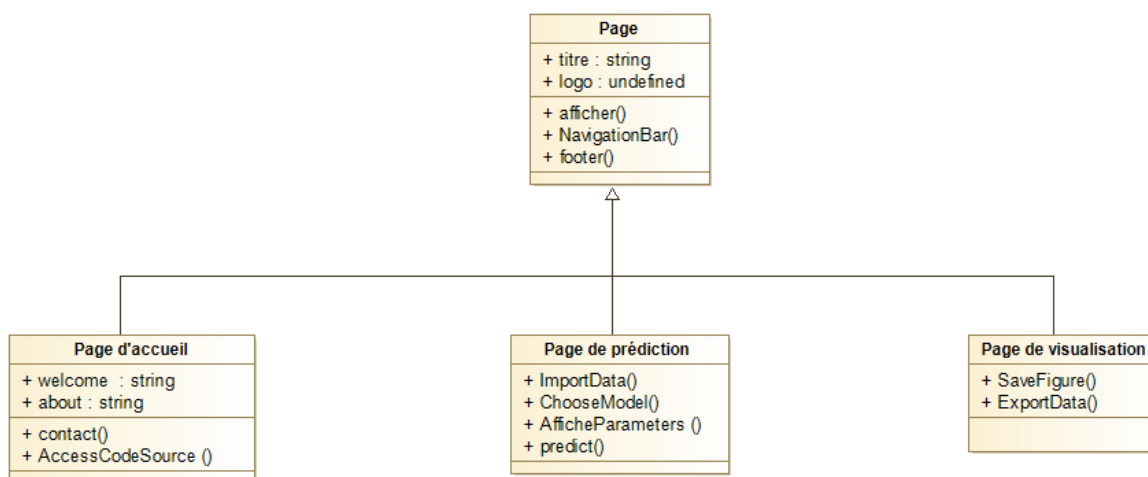 Page
+ titre : string
+ logo : undefined
+ afficher()
+ NavigationBar()
+ footer()
Page d'accueil
+ welcome : string
+ about : string
+ contact()
+ AccessCodeSource ()
Page de prédiction
+ ImportData()
+ ChooseModel()
+ AfficheParameters ()
+ predict()
Page de visualisation
+ SaveFigure()
+ ExportData()